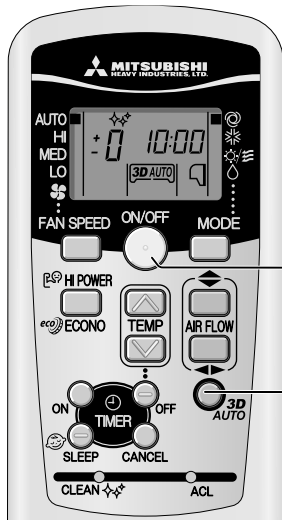 MITSUBISHI
HEAVY INDUSTRIES, LTD.
AUTO
HI
MED
LO
+
-
0 10:00
3D AUTO
FAN SPEED ON/OFF MODE
HI POWER
eco ECONO
TEMP
AIR FLOW
ON
OFF
TIMER
3D
AUTO
SLEEP CANCEL
CLEAN ACL